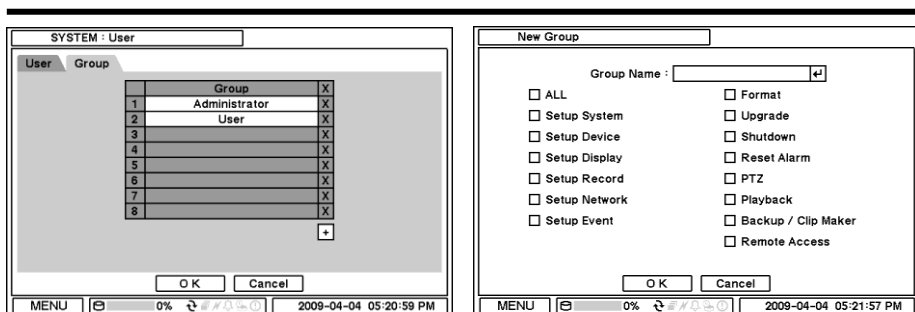 SYSTEM : User
User Group
Group X
1 Administrator X
2 User X
3 X
4 X
5 X
6 X
7 X
8 X
+
OK Cancel
MENU 0% 2009-04-04 05:20:59 PM
New Group
Group Name :
ALL Format
Setup System Upgrade
Setup Device Shutdown
Setup Display Reset Alarm
Setup Record PTZ
Setup Network Playback
Setup Event Backup / Clip Maker
Remote Access
OK Cancel
MENU 0% 2009-04-04 05:21:57 PM